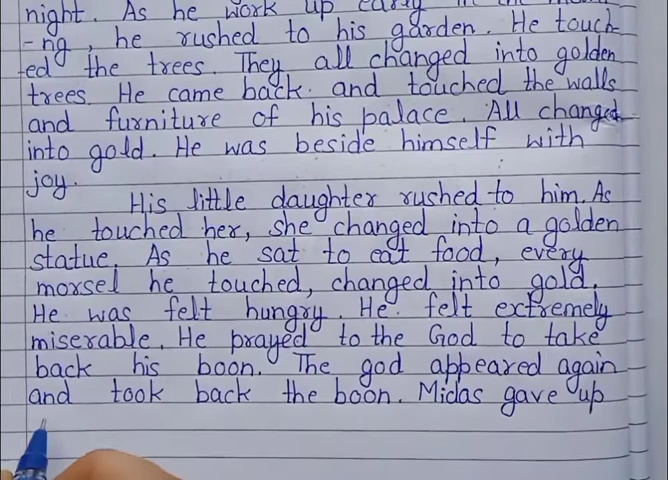 night. As he work up early in the
-ng, he rushed to his garden. He touch
-ed the trees. They all changed into golden
trees. He came back. and touched the walls
and furniture of his palace. All changed
into gold. He was beside himself with
joy.
His little daughter rushed to him. As
he touched her, she changed into a golden
statue. As he sat to eat food, every
morsel he touched, changed into gold.
He was felt hungry. He felt extremely
miserable. He prayed to the God to take
back his boon. The god appeared again
and took back the boon. Midas gave up